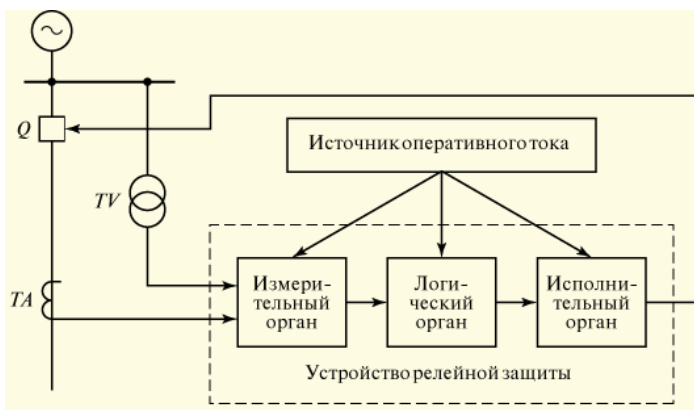 Q
Источник оперативного тока
TV
TA
Измери-
тельный
орган
Логи-
ческий
орган
Исполни-
тельный
орган
Устройство релейной защиты